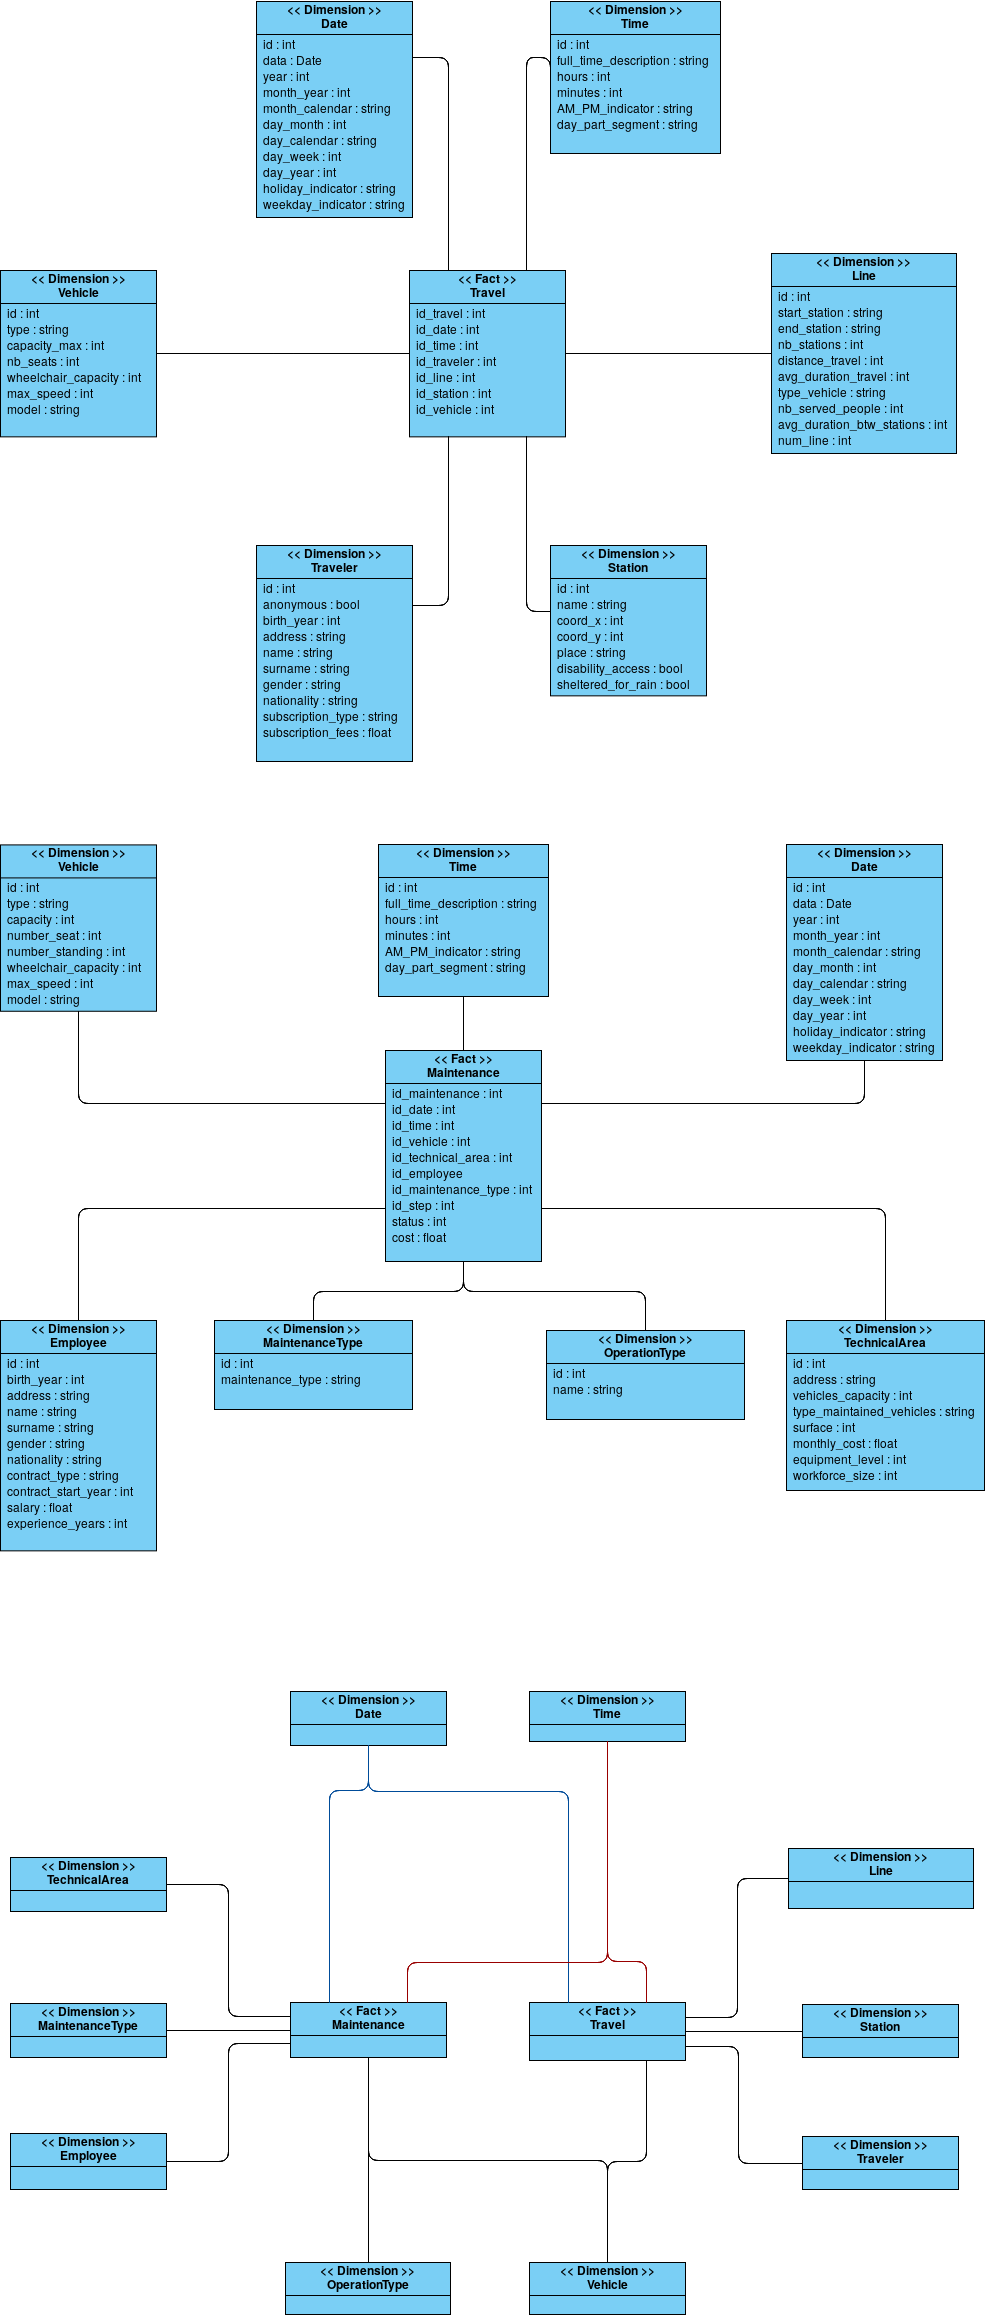 << Dimension >>
Date
id : int
data : Date
year : int
month_year : int
month_calendar : string
day_month : int
day_calendar : string
day_week : int
day_year : int
holiday_indicator : string
weekday_indicator : string
<< Dimension >>
Time
id : int
full_time_description : string
hours : int
minutes : int
AM_PM_indicator : string
day_part_segment : string
<< Dimension >>
Vehicle
id : int
type : string
capacity_max : int
nb_seats : int
wheelchair_capacity : int
max_speed : int
model : string
<< Fact >>
Travel
id_travel : int
id_date : int
id_time : int
id_traveler : int
id_line : int
id_station : int
id_vehicle : int
<< Dimension >>
Line
id : int
start_station : string
end_station : string
nb_stations : int
distance_travel : int
avg_duration_travel : int
type_vehicle : string
nb_served_people : int
avg_duration_btw_stations : int
num_line : int
<< Dimension >>
Traveler
id : int
anonymous : bool
birth_year : int
address : string
name : string
surname : string
gender : string
nationality : string
subscription_type : string
subscription_fees : float
<< Dimension >>
Station
id : int
name : string
coord_x : int
coord_y : int
place : string
disability_access : bool
sheltered_for_rain : bool
<< Dimension >>
Vehicle
id : int
type : string
capacity : int
number_seat : int
number_standing : int
wheelchair_capacity : int
max_speed : int
model : string
<< Dimension >>
Time
id : int
full_time_description : string
hours : int
minutes : int
AM_PM_indicator : string
day_part_segment : string
<< Dimension >>
Date
id : int
data : Date
year : int
month_year : int
month_calendar : string
day_month : int
day_calendar : string
day_week : int
day_year : int
holiday_indicator : string
weekday_indicator : string
<< Fact >>
Maintenance
id_maintenance : int
id_date : int
id_time : int
id_vehicle : int
id_technical_area : int
id_employee
id_maintenance_type : int
id_step : int
status : int
cost : float
<< Dimension >>
Employee
id : int
birth_year : int
address : string
name : string
surname : string
gender : string
nationality : string
contract_type : string
contract_start_year : int
salary : float
experience_years : int
<< Dimension >>
MaintenanceType
id : int
maintenance_type : string
<< Dimension >>
OperationType
id : int
name : string
<< Dimension >>
TechnicalArea
id : int
address : string
vehicles_capacity : int
type_maintained_vehicles : string
surface : int
monthly_cost : float
equipment_level : int
workforce_size : int
<< Dimension >>
Date
<< Dimension >>
Time
<< Dimension >>
TechnicalArea
<< Dimension >>
Line
<< Dimension >>
MaintenanceType
<< Fact >>
Maintenance
<< Fact >>
Travel
<< Dimension >>
Station
<< Dimension >>
Employee
<< Dimension >>
Traveler
<< Dimension >>
OperationType
<< Dimension >>
Vehicle